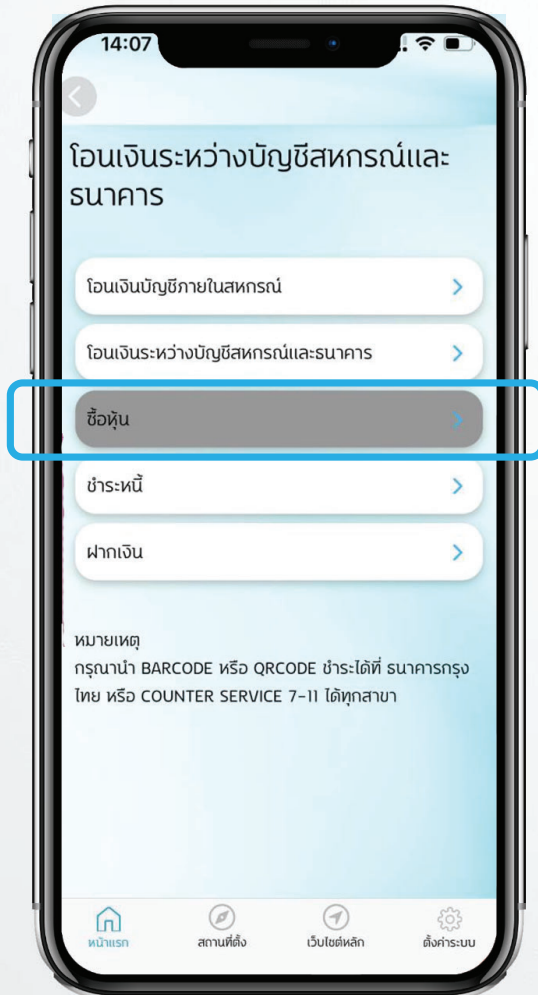 14:07
โอนเงินระหว่างบัญชีสหกรณ์และ
ธนาคาร
โอนเงินบัญชีภายในสหกรณ์
โอนเงินระหว่างบัญชีสหกรณ์และธนาคาร
ซื้อหุ้น
ชำระหนี้
ฝากเงิน
หมายเหตุ
กรุณานำ BARCODE หรือ QRCODE ชำระได้ที่ ธนาคารกรุง
ไทย หรือ COUNTER SERVICE 7-11 ได้ทุกสาขา
หน้าแรก
สถานที่ตั้ง
เว็บไซต์หลัก
ตั้งค่าระบบ